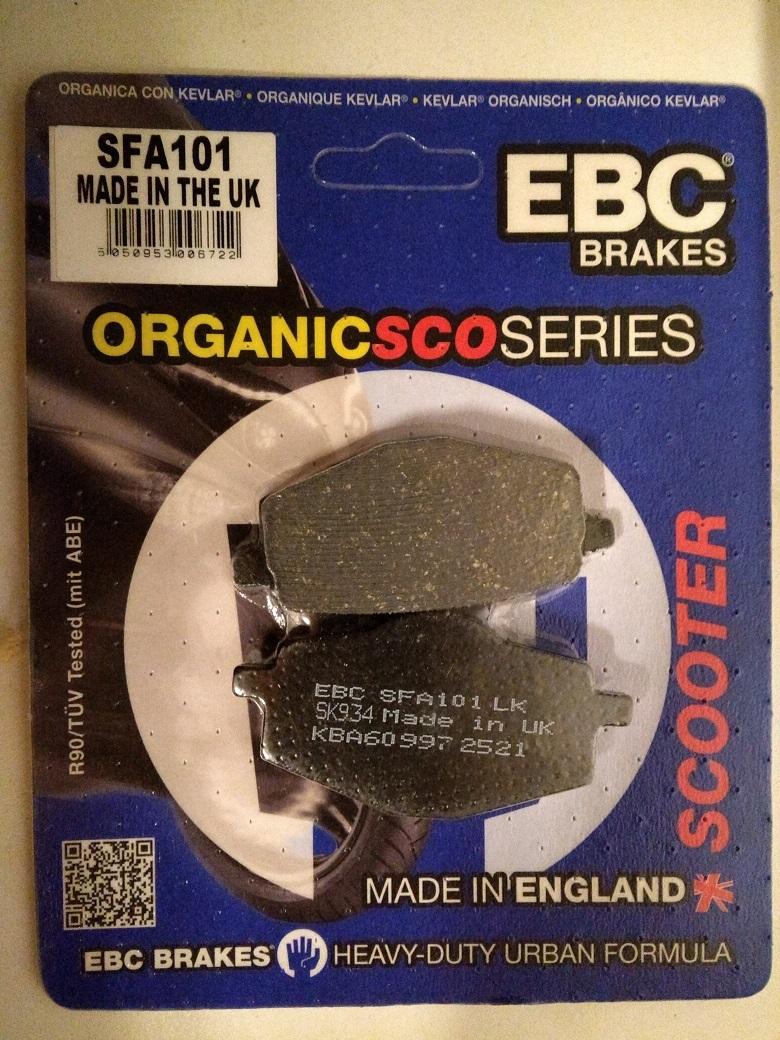 ORGANICA CON KEVLAR® • ORGANIQUE KEVLAR® • KEVLAR® ORGANISCH • ORGÂNICO KEVLAR®
SFA101
MADE IN THE UK
5 050953 006722
EBC®
BRAKES
ORGANICSCOSERIES
R90/TÜV Tested (mit ABE)
SCOOTER
EBC SFA101 LK
SK934 Made in UK
KBA60997 2521
MADE IN ENGLAND
EBC BRAKES® HEAVY-DUTY URBAN FORMULA